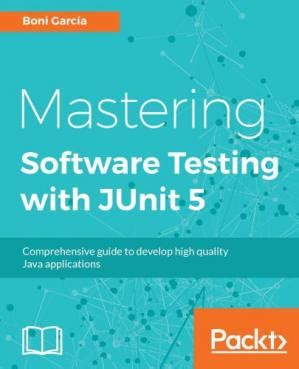 Boni García
Mastering
Software Testing
with JUnit 5
Comprehensive guide to develop high quality
Java applications
Packt>